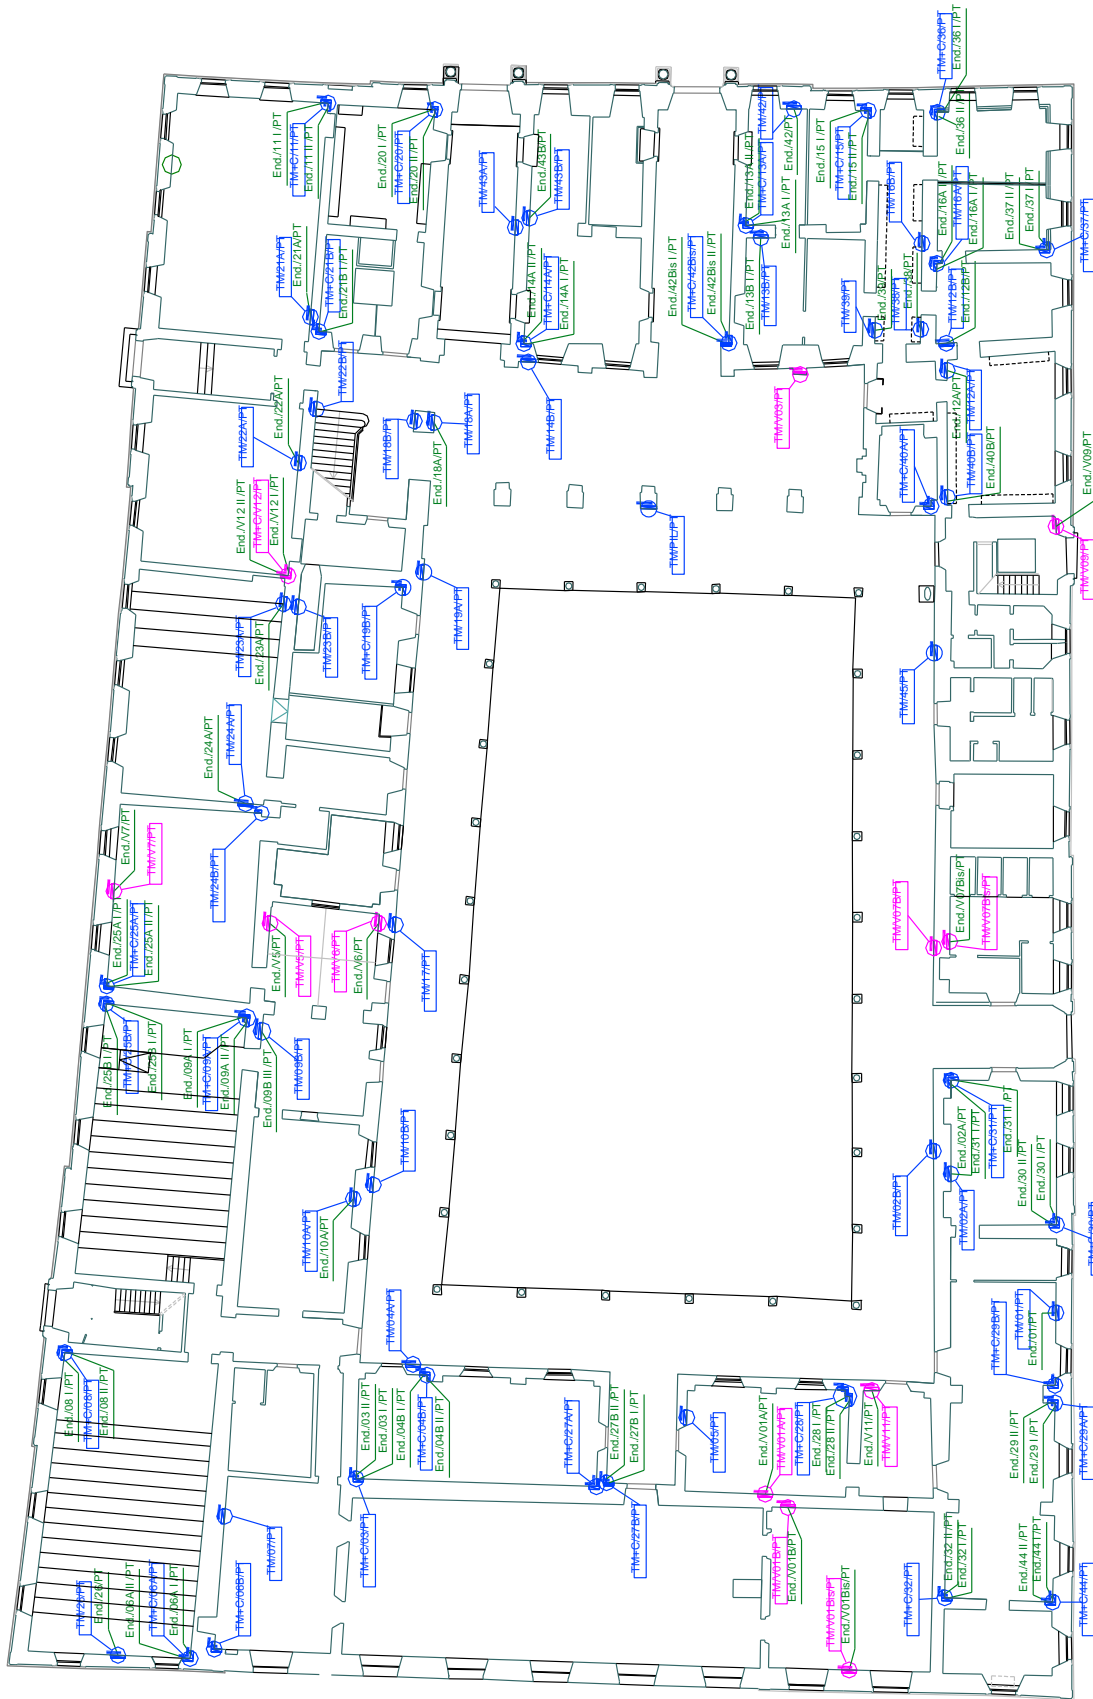 TM+C/36/PT
End./36 I /PT
End./36 II /PT
End./11 I /PT
TM+C/11/PT
End./11 II /PT
End./20 I /PT
TM+C/20/PT
End./20 II /PT
TM/43A/PT
End./43B/PT
TM/43B/PT
End./13A II /PT
TM+C/13A/PT
End./13A I /PT
TM/42/PT
End./42/PT
End./15 I /PT
TM+C/15/PT
End./15 II /PT
TM/16B/PT
End./16A I /PT
TM/16A/PT
End./16A I /PT
End./37 II /PT
End./37 I /PT
TM+C/37/PT
TM/21A/PT
End./21A/PT
TM+C/21B/PT
End./21B I /PT
End./14A II /PT
TM+C/14A/PT
End./14A I /PT
End./42Bis I /PT
TM+C/42Bis/PT
End./42Bis II /PT
End./13B I /PT
TM/13B/PT
TM/39/PT
TM/38/PT
TM/12B/PT
End./12B/PT
TM/22A/PT
End./22A/PT
TM/22B/PT
TM/18B/PT
End./18A/PT
TM/18A/PT
TM/14B/PT
TM/V03/PT
End./12A/PT
TM/12A/PT
TM+C/40A/PT
TM/40B/PT
End./40B/PT
End./V09/PT
TM/V09/PT
End./V12 II /PT
TM+C/V12/PT
End./V12 I /PT
TM/PIL/PT
TM/23A/PT
End./23A/PT
TM/23B/PT
TM+C/19B/PT
TM/19A/PT
TM/45/PT
End./24A/PT
TM/24A/PT
TM/24B/PT
End./V7/PT
TM/V7/PT
End./25A I /PT
TM+C/25A/PT
End./25A II /PT
End./V5/PT
TM/V5/PT
TM/V6/PT
End./V6/PT
TM/17/PT
TM/V07B/PT
End./V07Bis/PT
TM/V07Bis/PT
End./25B I /PT
TM+C/25B/PT
End./25B I /PT
End./09A I /PT
TM+C/09A/PT
End./09A II /PT
End./09B III /PT
TM/09B/PT
TM/10B/PT
TM/10A/PT
End./10A/PT
TM/02B/PT
End./02A/PT
TM/02A/PT
End./31 I /PT
TM+C/31/PT
End./31 II /PT
End./30 II /PT
End./30 I /PT
TM+C/30/PT
TM/04A/PT
TM+C/29B/PT
TM/01/PT
End./01/PT
End./08 I /PT
TM+C/08/PT
End./08 II /PT
End./03 II /PT
End./03 I /PT
End./04B I /PT
TM+C/04B/PT
End./04B II /PT
TM+C/27A/PT
End./27B II /PT
End./27B I /PT
TM+C/27B/PT
TM/05/PT
End./V01A/PT
TM/V01A/PT
TM+C/28/PT
End./28 I /PT
End./28 II /PT
End./V11/PT
TM/V11/PT
End./29 II /PT
End./29 I /PT
TM+C/29A/PT
TM/07/PT
TM+C/03/PT
TM/V01B/PT
End./V01B/PT
End./32 II /PT
End./32 I /PT
TM+C/32/PT
End./44 II /PT
End./44 I /PT
TM+C/44/PT
TM/26/PT
End./26/PT
End./06A II /PT
TM+C/06A/PT
End./06A I /PT
TM+C/06B/PT
TM/V01Bis/PT
End./V01Bis/PT